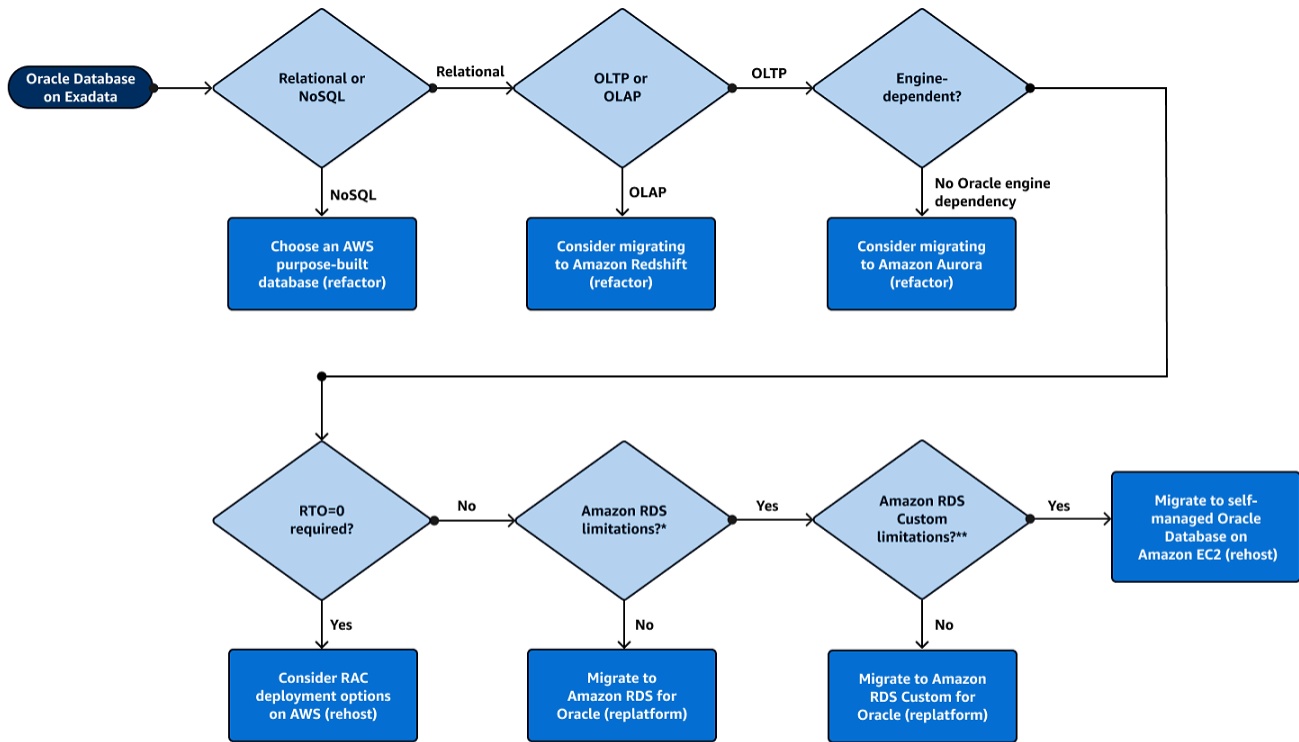 Oracle Database
on Exadata
Relational or
NoSQL
Relational
OLTP or
OLAP
OLTP
Engine-
dependent?
NoSQL
OLAP
No Oracle engine
dependency
Choose an AWS
purpose-built
database (refactor)
Consider migrating
to Amazon Redshift
(refactor)
Consider migrating
to Amazon Aurora
(refactor)
RTO=0
required?
No
Amazon RDS
limitations?*
Yes
Amazon RDS
Custom
limitations?**
Yes
Migrate to self-
managed Oracle
Database on
Amazon EC2 (rehost)
Yes
No
No
Consider RAC
deployment options
on AWS (rehost)
Migrate to
Amazon RDS for
Oracle (replatform)
Migrate to Amazon
RDS Custom for
Oracle (replatform)